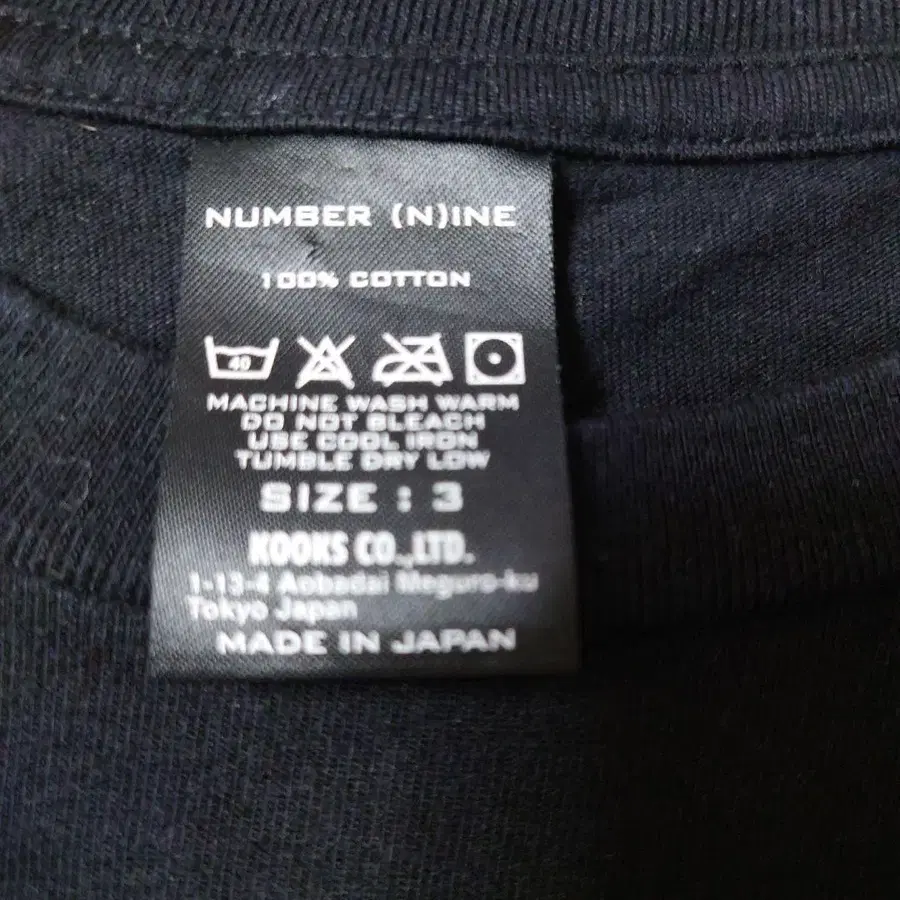 NUMBER (N)INE
100% COTTON
40
MACHINE WASH WARM
DO NOT BLEACH
USE COOL IRON
TUMBLE DRY LOW
SIZE : 3
KOOKS CO.,LTD.
1-13-4 Aobadai Meguro-ku
Tokyo Japan
MADE IN JAPAN